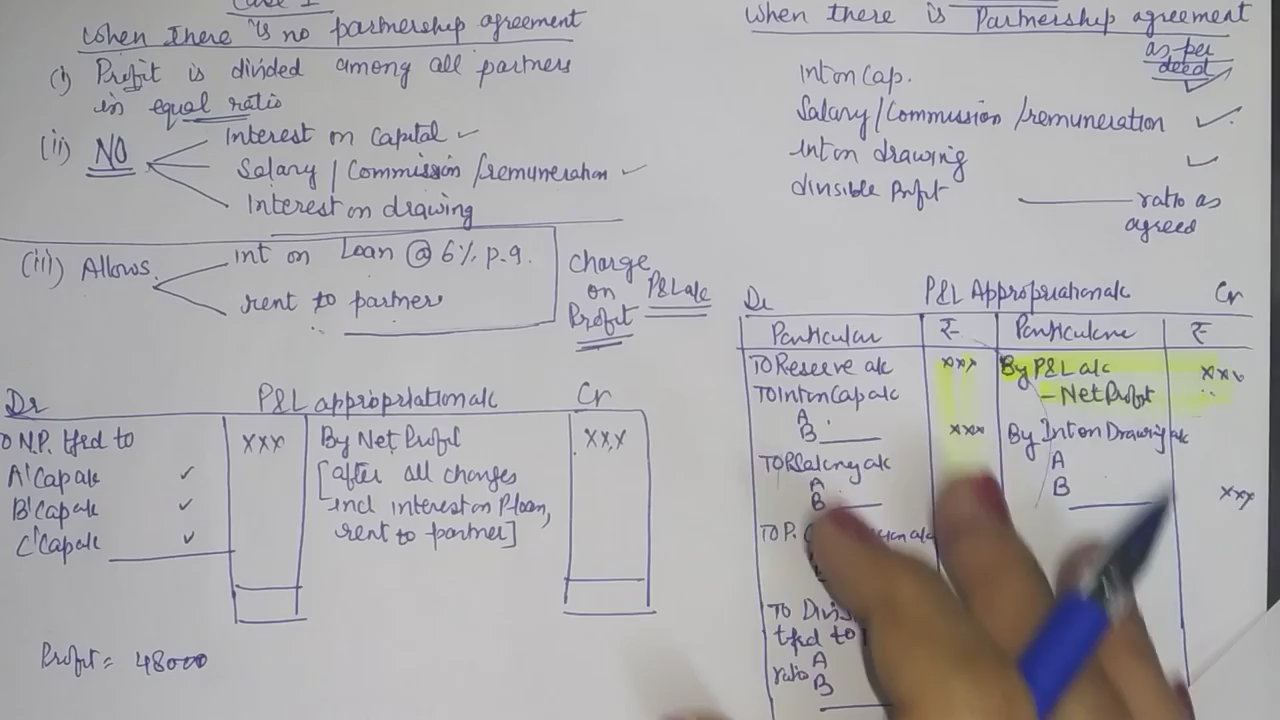 Case I
When there is no partnership agreement
(i) Profit is divided among all partners
in equal ratio
(ii) NO
Interest on Capital ✓
Salary / Commission / remuneration ✓
Interest on drawing
(iii) Allows
int on Loan @ 6% p.a.
rent to partner
Charge
on
Profit
P&L a/c
Dr P&L appropriation a/c Cr
To N.P. tfed to xxx By Net Profit xxx
A' Cap a/c ✓ [after all charges
B' Cap a/c ✓ incl interest on P. loan,
C' Cap a/c ✓ rent to partner]
Profit = 48000
When there is Partnership agreement
as per
deed
Int on Cap. ✓
Salary / Commission / remuneration ✓
Int on drawing ✓
divisible Profit ratio as
agreed
Dr P&L Appropriation a/c Cr
Particular ₹ Particular ₹
To Reserve a/c xxx By P&L a/c xxx
To Int on Cap a/c - Net Profit
A
B xxx By Int on Drawing a/c
To P. Salary a/c A
A B xxx
B
To P.
To Divis
tfed to
ratio A
B